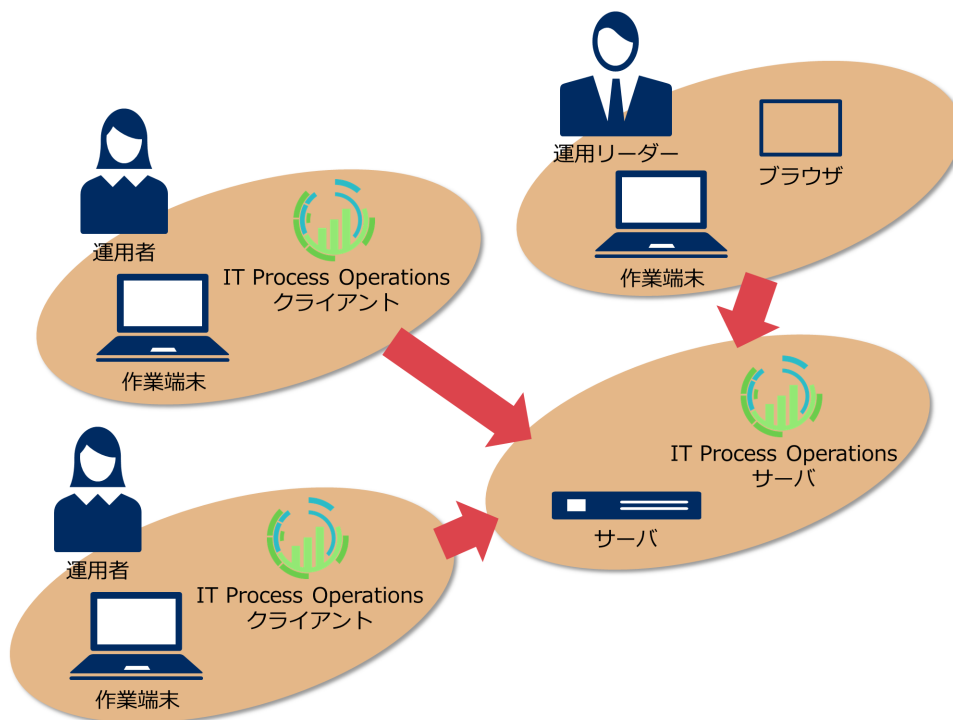 運用リーダー
ブラウザ
作業端末
運用者
IT Process Operations
クライアント
作業端末
IT Process Operations
サーバ
サーバ
運用者
IT Process Operations
クライアント
作業端末